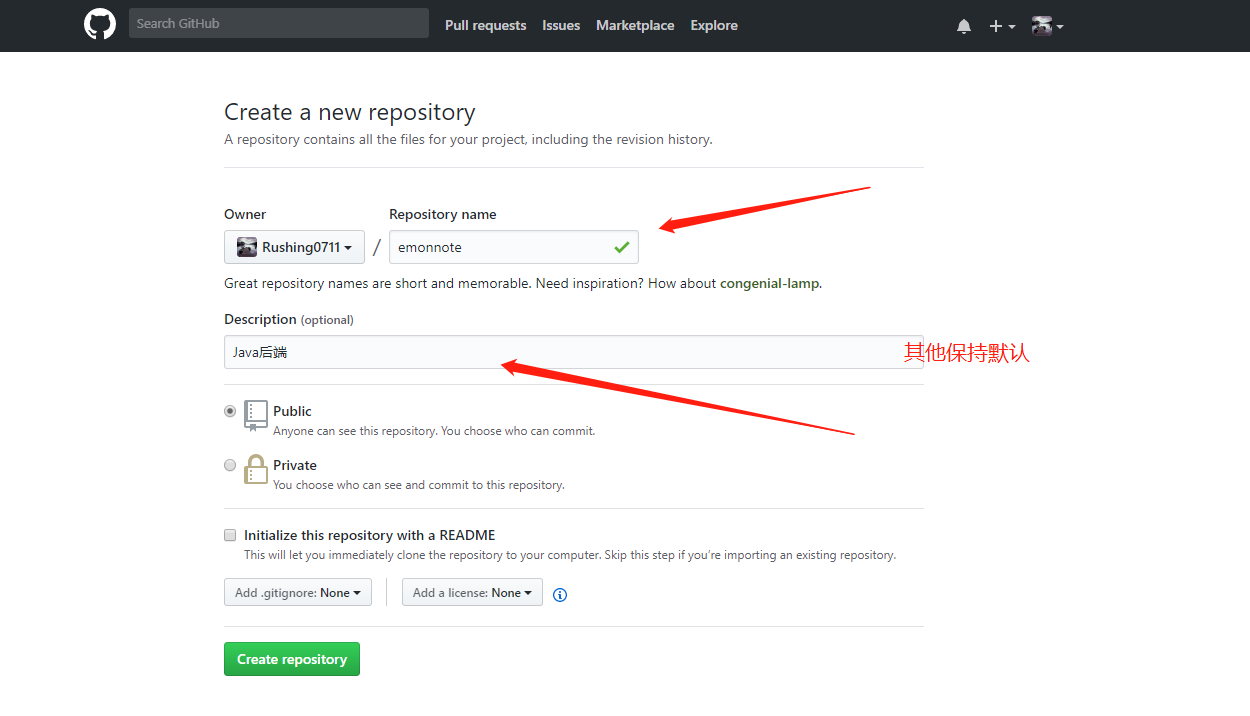 Search GitHub Pull requests Issues Marketplace Explore
Create a new repository
A repository contains all the files for your project, including the revision history.
Owner Repository name
Rushing0711 / emonnote
Great repository names are short and memorable. Need inspiration? How about congenial-lamp.
Description (optional)
Java后端
其他保持默认
Public
Anyone can see this repository. You choose who can commit.
Private
You choose who can see and commit to this repository.
Initialize this repository with a README
This will let you immediately clone the repository to your computer. Skip this step if you’re importing an existing repository.
Add .gitignore: None Add a license: None
Create repository